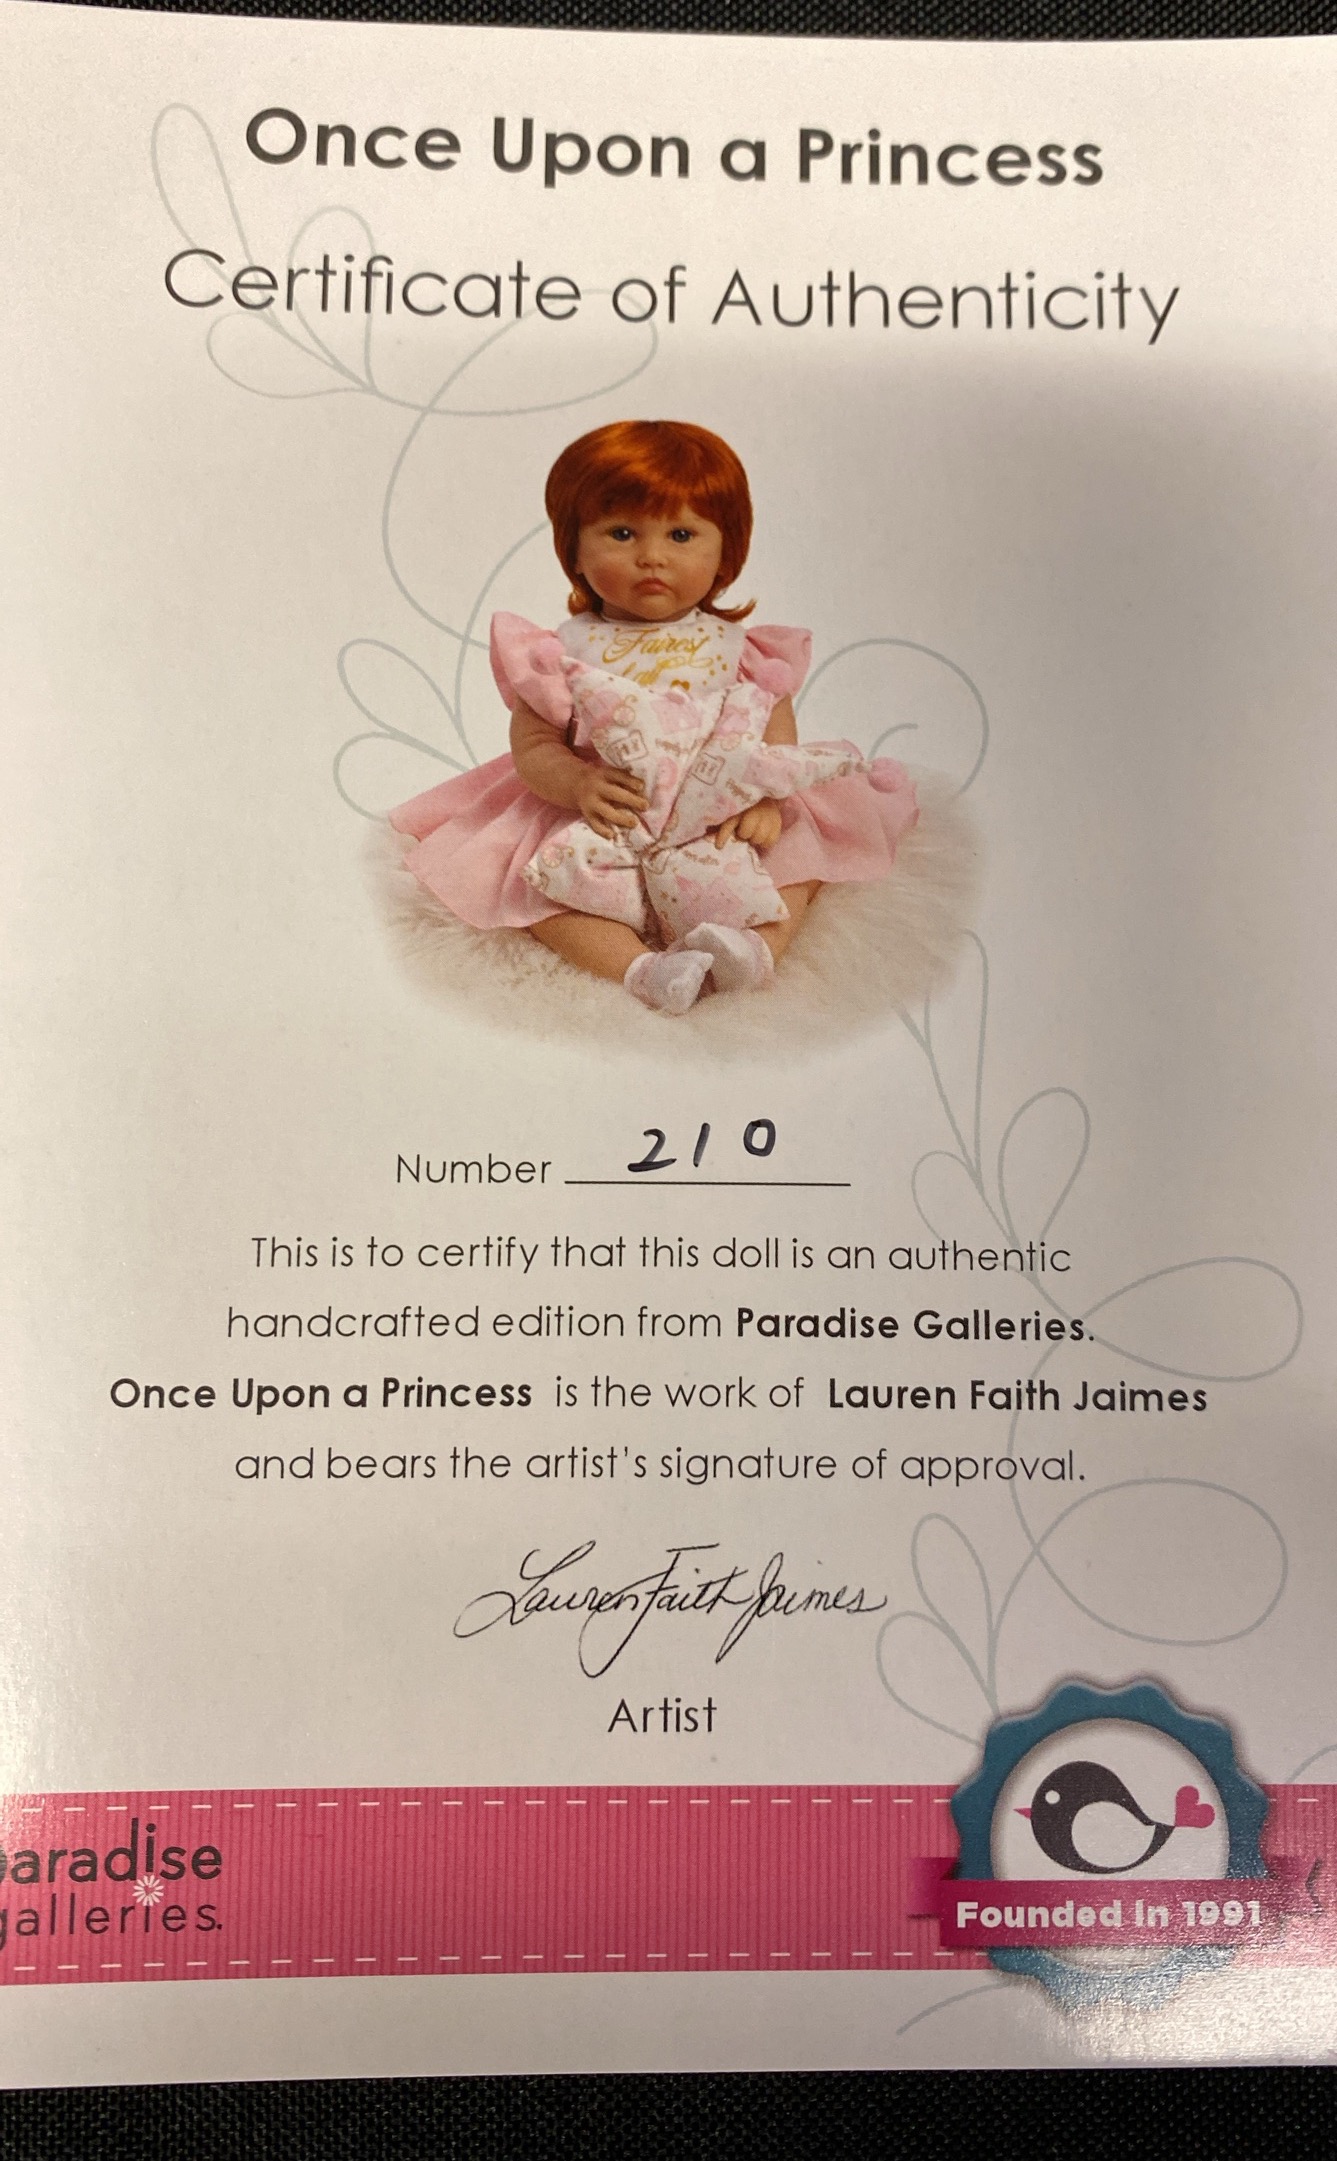 Once Upon a Princess
Certificate of Authenticity
Fairest
Number 210
This is to certify that this doll is an authentic
handcrafted edition from Paradise Galleries.
Once Upon a Princess is the work of Lauren Faith Jaimes
and bears the artist's signature of approval.
Lauren Faith Jaimes
Artist
aradise
galleries.
Founded In 1991